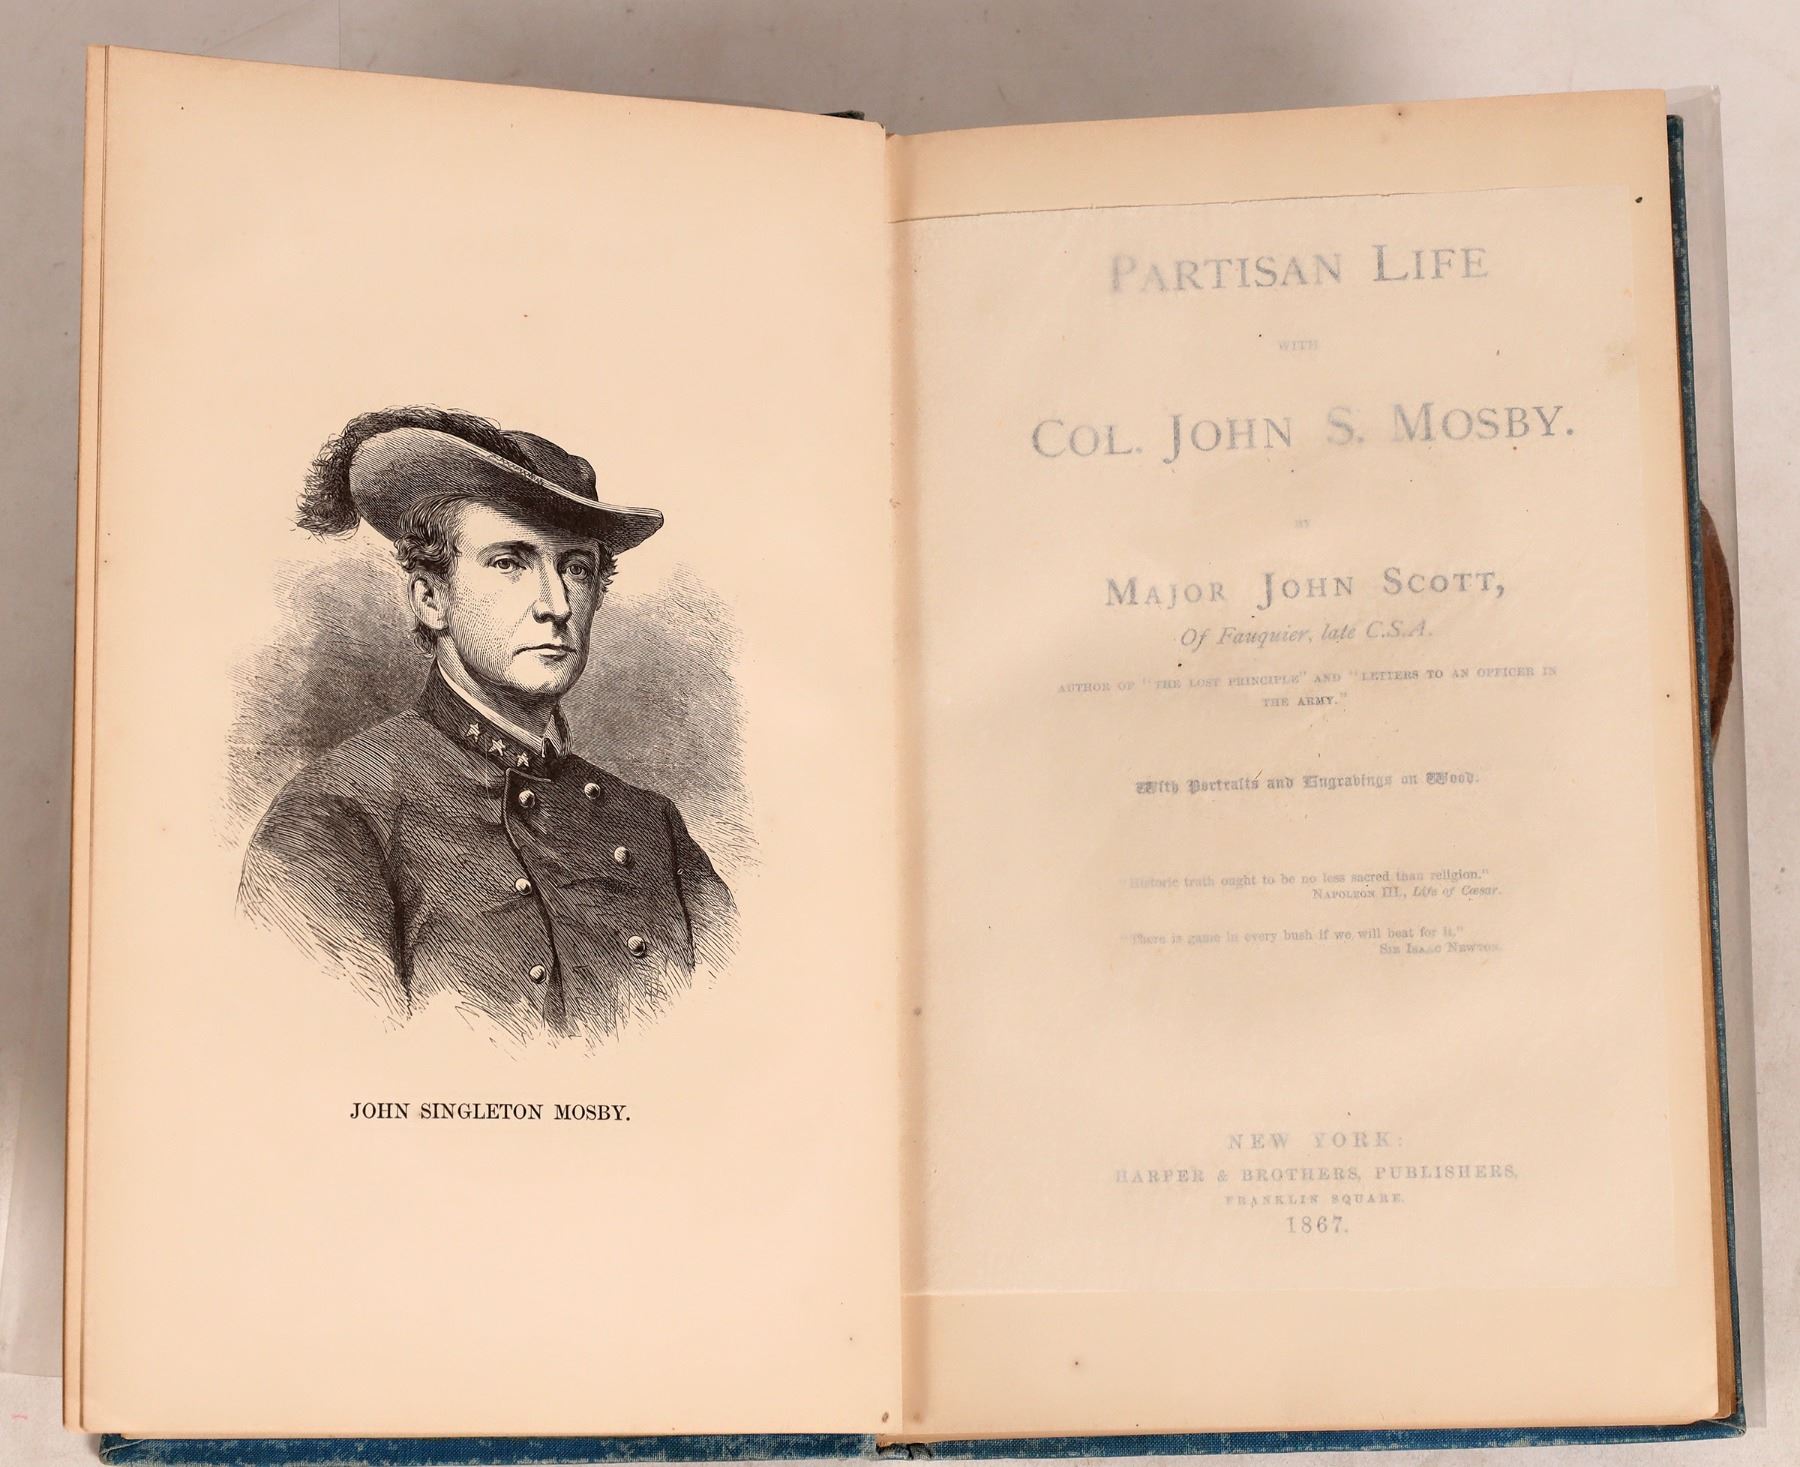 JOHN SINGLETON MOSBY.
PARTISAN LIFE
WITH
COL. JOHN S. MOSBY.
BY
MAJOR JOHN SCOTT,
Of Fauquier, late C.S.A.
AUTHOR OF "THE LOST PRINCIPLE" AND "LETTERS TO AN OFFICER IN
THE ARMY."
With Portraits and Engravings on Wood.
"Historic truth ought to be no less sacred than religion."
NAPOLEON III., Life of Cæsar.
"There is game in every bush if we will beat for it."
SIR ISAAC NEWTON.
NEW YORK:
HARPER & BROTHERS, PUBLISHERS,
FRANKLIN SQUARE.
1867.